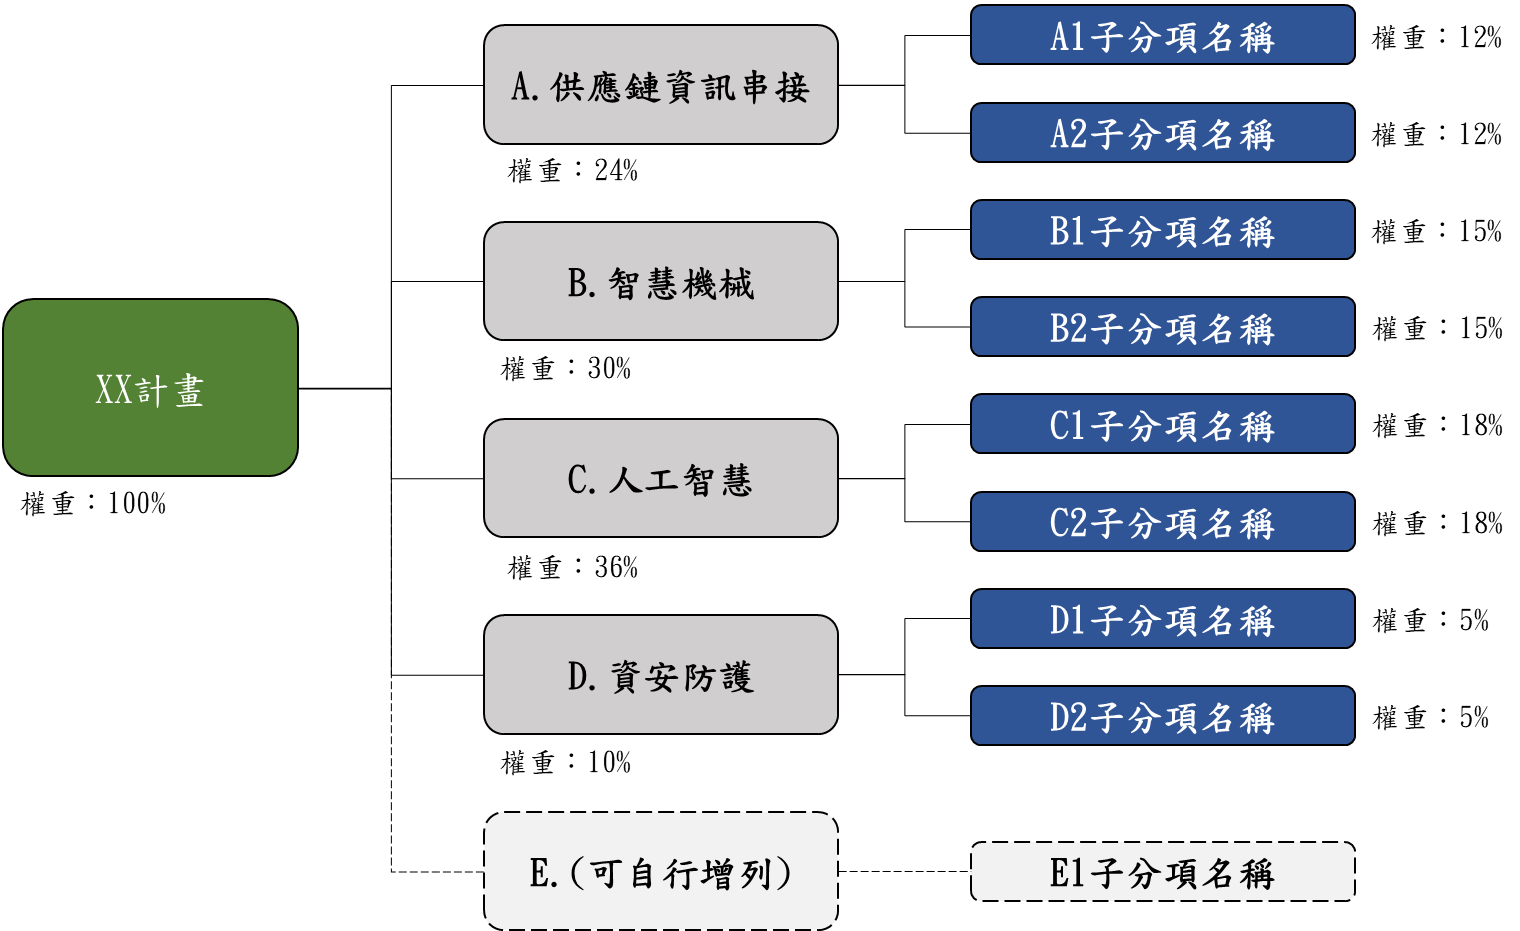 XX計畫
權重：100%
A.供應鏈資訊串接
權重：24%
A1子分項名稱
權重：12%
A2子分項名稱
權重：12%
B.智慧機械
權重：30%
B1子分項名稱
權重：15%
B2子分項名稱
權重：15%
C.人工智慧
權重：36%
C1子分項名稱
權重：18%
C2子分項名稱
權重：18%
D.資安防護
權重：10%
D1子分項名稱
權重：5%
D2子分項名稱
權重：5%
E.(可自行增列)
E1子分項名稱